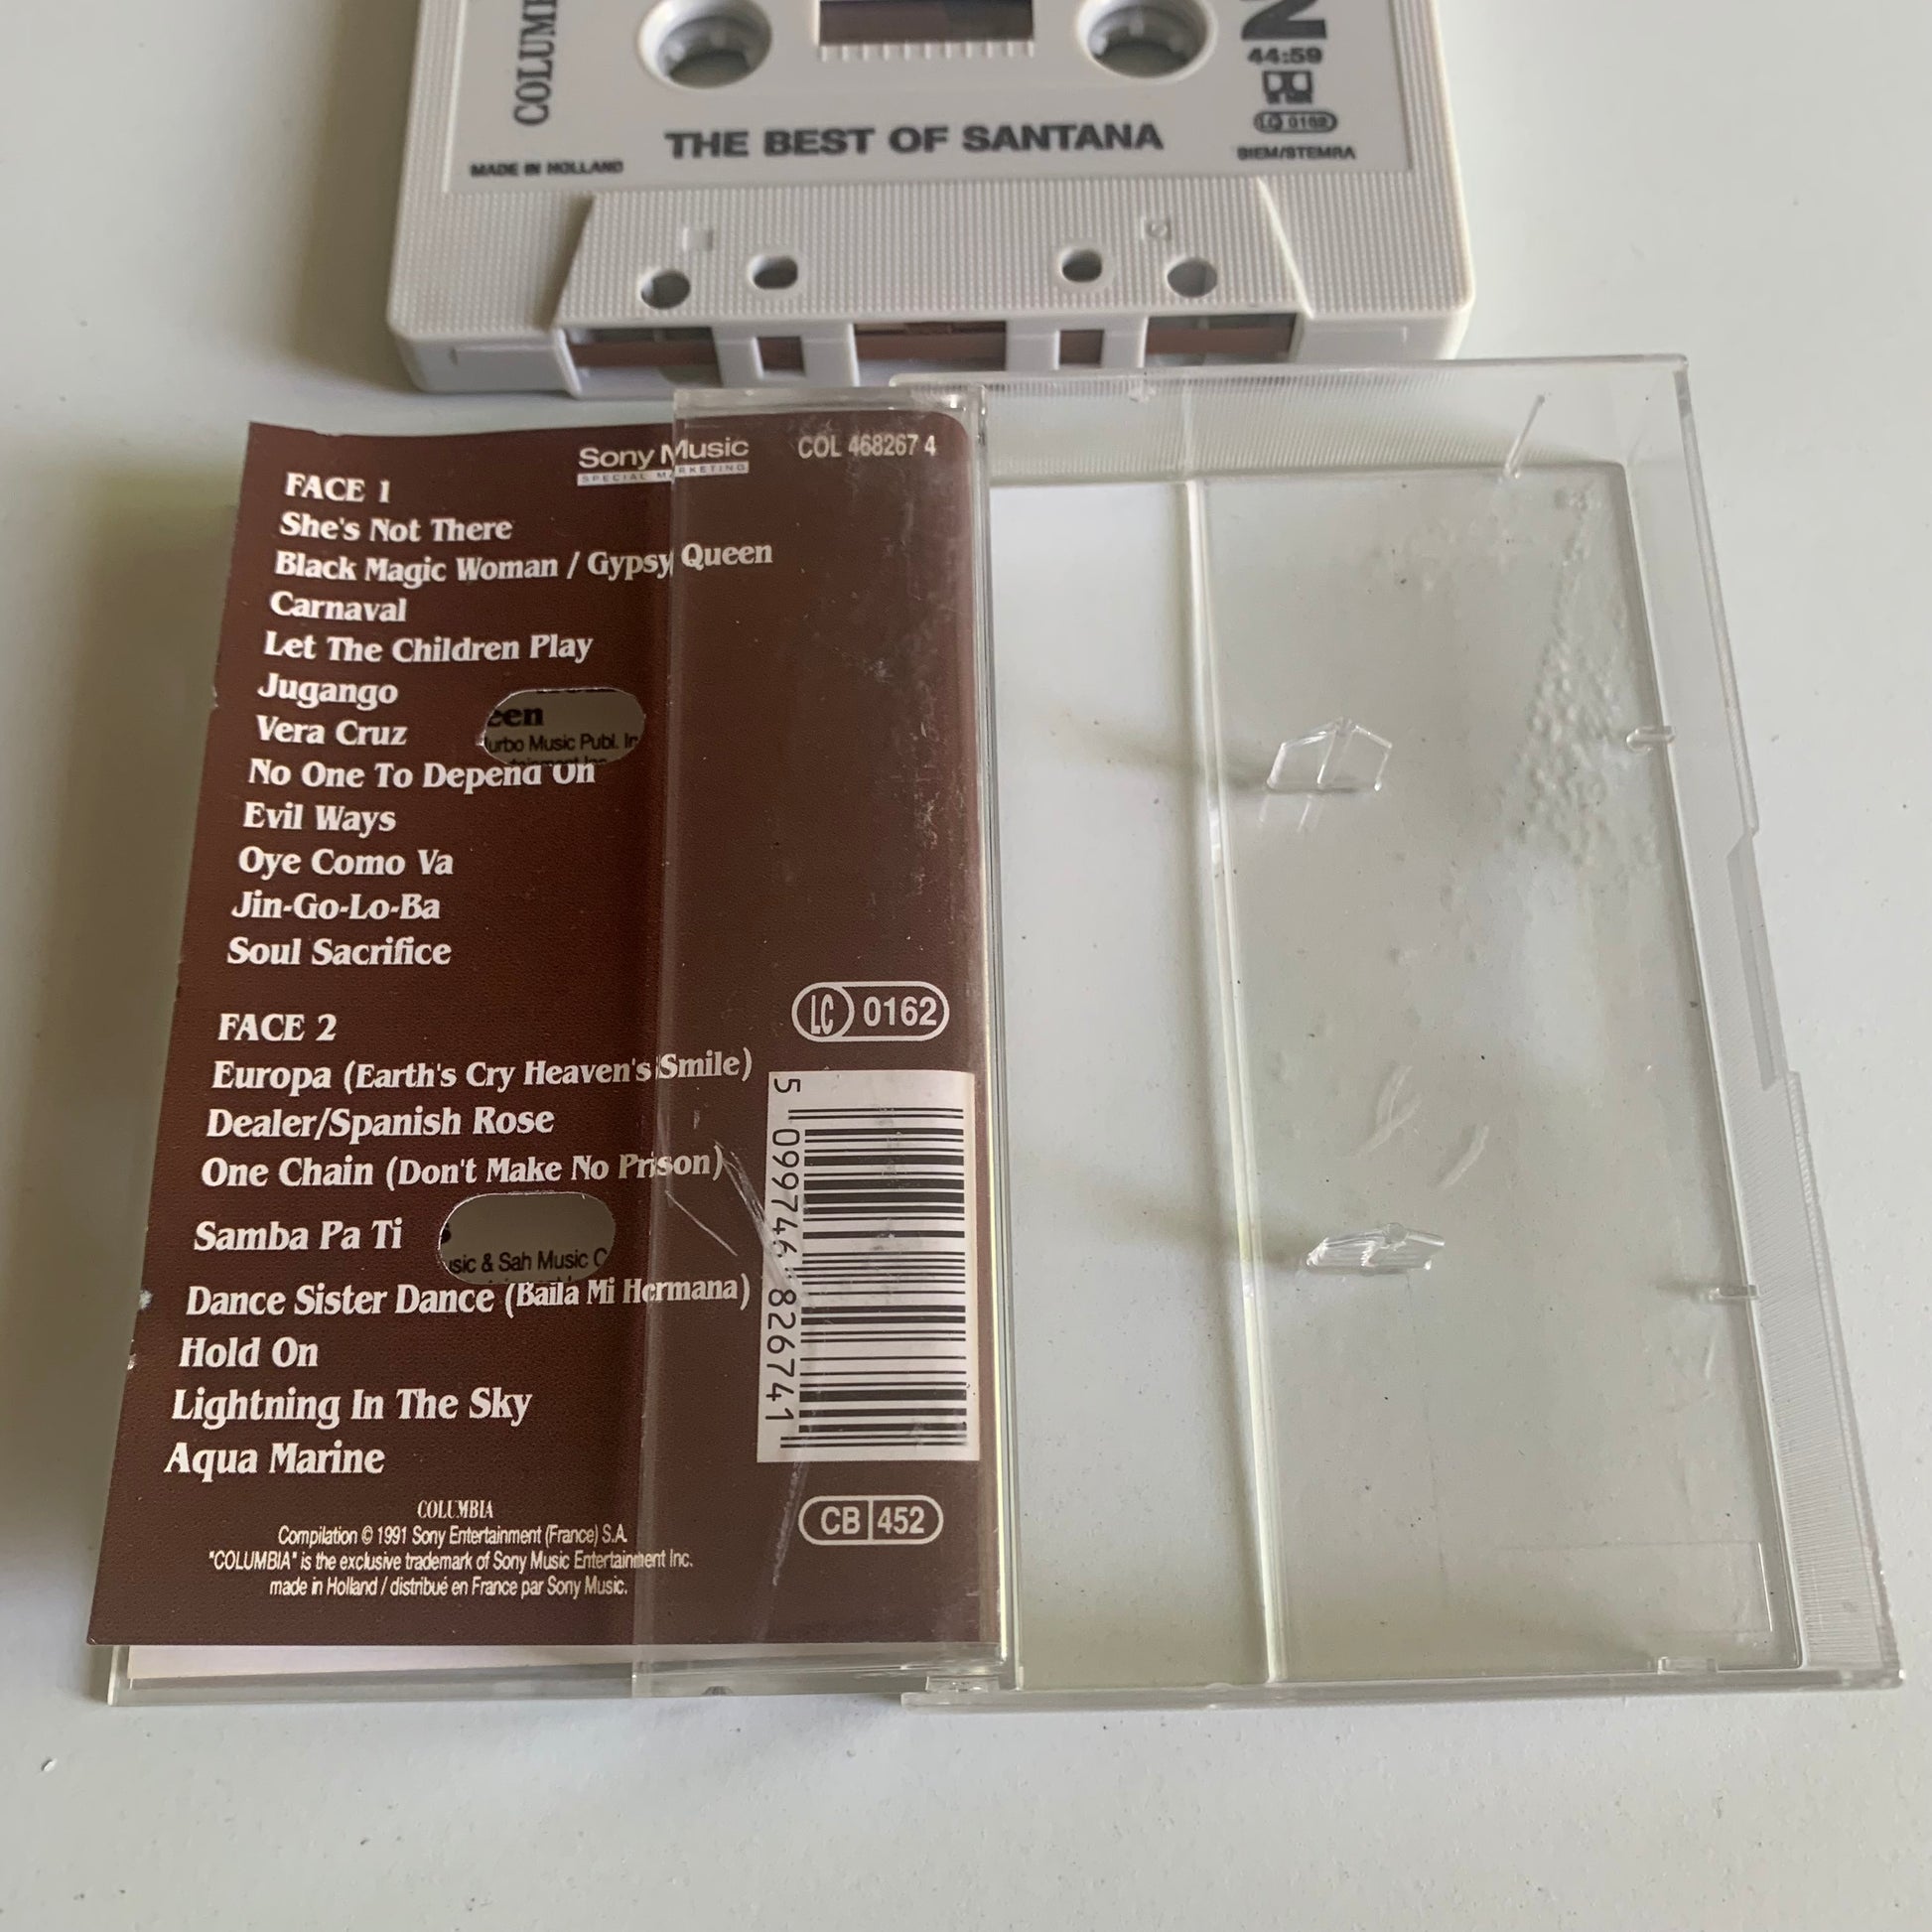 2
44:59
LC 0162
THE BEST OF SANTANA
MADE IN HOLLAND
BIEM/STEMRA
Sony Music
SPECIAL MARKETING
COL 468267 4
FACE 1
She's Not There
Black Magic Woman / Gypsy Queen
Carnaval
Let The Children Play
Jugango
Vera Cruz
No One To Depend On
Evil Ways
Oye Como Va
Jin-Go-Lo-Ba
Soul Sacrifice
Music Publ.
FACE 2
Europa (Earth's Cry Heaven's Smile)
Dealer/Spanish Rose
One Chain (Don't Make No Prison)
Samba Pa Ti
& Sah Music
Dance Sister Dance (Baila Mi Hermana)
Hold On
Lightning In The Sky
Aqua Marine
LC 0162
5 099746 826741
CB 452
COLUMBIA
Compilation © 1991 Sony Entertainment (France) S.A.
"COLUMBIA" is the exclusive trademark of Sony Music Entertainment Inc.
made in Holland / distribué en France par Sony Music.